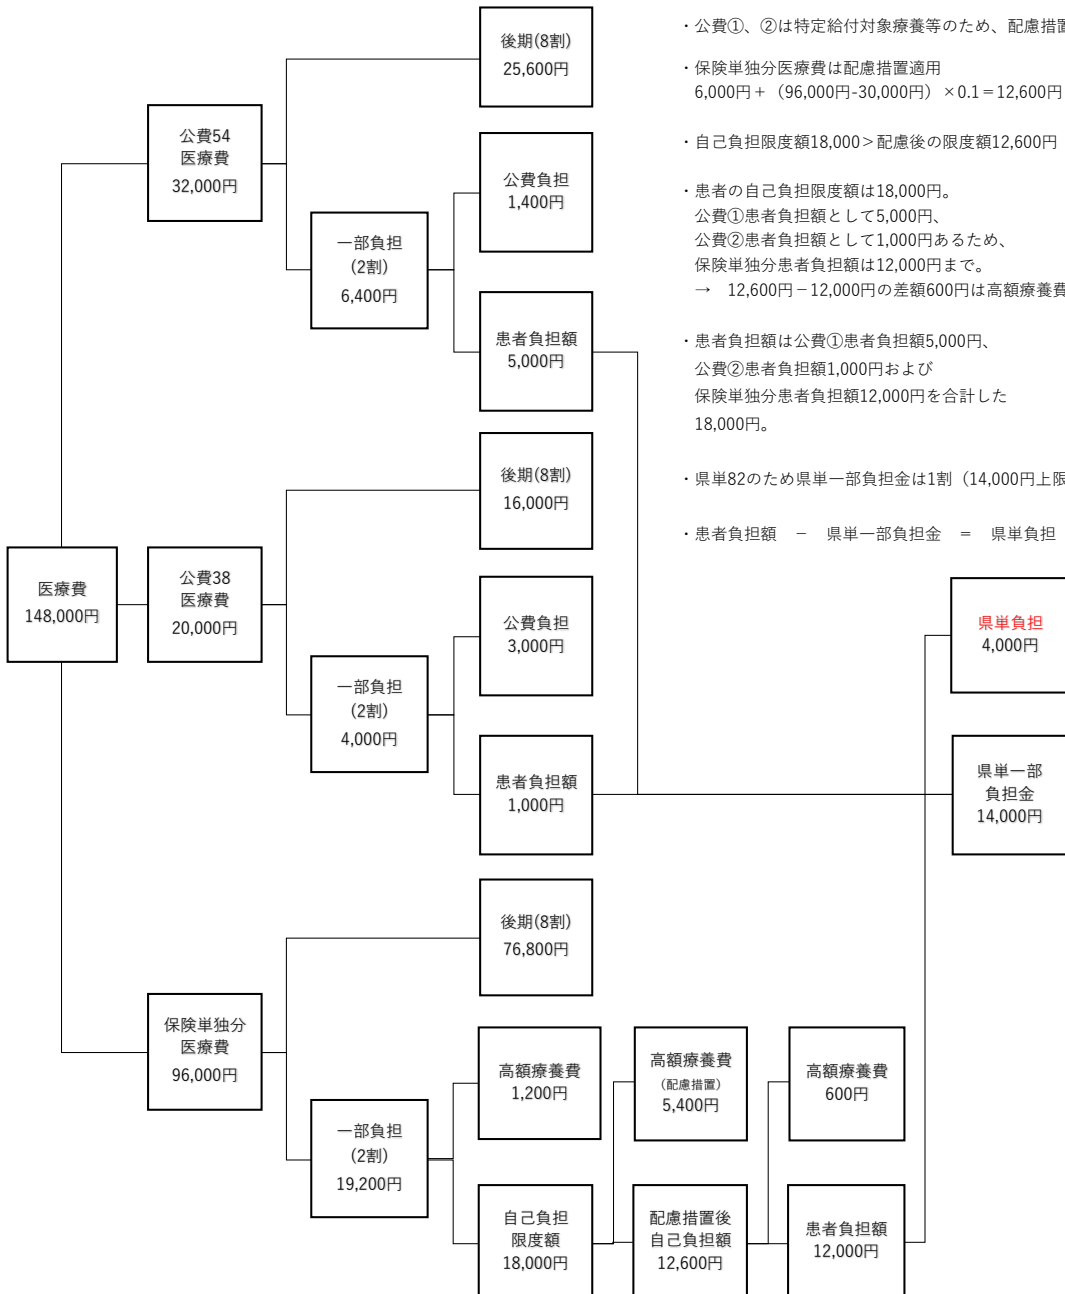 ・公費①、②は特定給付対象療養等のため、配慮措置
・保険単独分医療費は配慮措置適用
6,000円＋（96,000円-30,000円）×0.1＝12,600円
・自己負担限度額18,000＞配慮後の限度額12,600円
・患者の自己負担限度額は18,000円。
公費①患者負担額として5,000円、
公費②患者負担額として1,000円あるため、
保険単独分患者負担額は12,000円まで。
→　12,600円－12,000円の差額600円は高額療養費
・患者負担額は公費①患者負担額5,000円、
公費②患者負担額1,000円および
保険単独分患者負担額12,000円を合計した
18,000円。
・県単82のため県単一部負担金は1割（14,000円上限
・患者負担額　－　県単一部負担金　＝　県単負担
医療費
148,000円
公費54
医療費
32,000円
後期(8割)
25,600円
一部負担
(2割)
6,400円
公費負担
1,400円
患者負担額
5,000円
公費38
医療費
20,000円
後期(8割)
16,000円
一部負担
(2割)
4,000円
公費負担
3,000円
患者負担額
1,000円
保険単独分
医療費
96,000円
後期(8割)
76,800円
一部負担
(2割)
19,200円
高額療養費
1,200円
自己負担
限度額
18,000円
高額療養費
（配慮措置）
5,400円
配慮措置後
自己負担額
12,600円
高額療養費
600円
患者負担額
12,000円
県単負担
4,000円
県単一部
負担金
14,000円